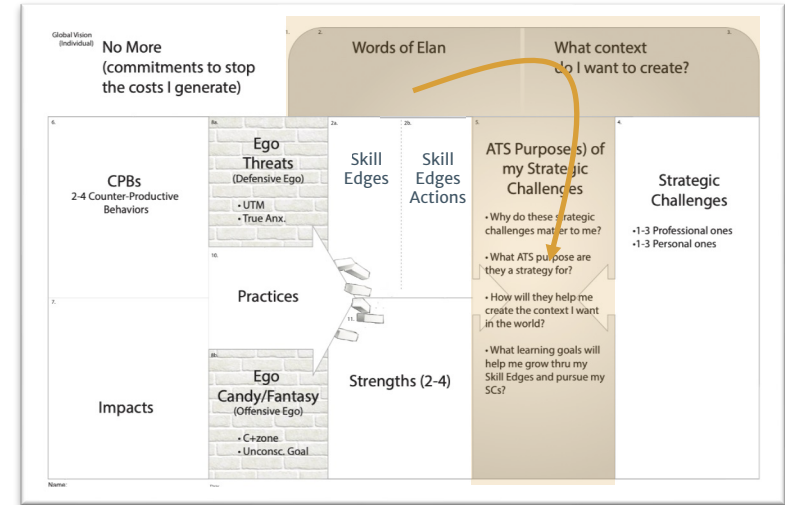 Global Vision
(Individual)
No More
(commitments to stop
the costs I generate)
1.
2.
Words of Elan
What context
do I want to create?
3.
6.
CPBs
2-4 Counter-Productive
Behaviors
8a.
Ego
Threats
(Defensive Ego)
• UTM
• True Anx.
2a.
Skill
Edges
2b.
Skill
Edges
Actions
5.
ATS Purpose(s) of
my Strategic
Challenges
• Why do these strategic
challenges matter to me?
• What ATS purpose are
they a strategy for?
• How will they help me
create the context I want
in the world?
• What learning goals will
help me grow thru my
Skill Edges and pursue my
SCs?
4.
Strategic
Challenges
•1-3 Professional ones
•1-3 Personal ones
7.
Impacts
10.
Practices
8b.
Ego
Candy/Fantasy
(Offensive Ego)
• C+zone
• Unconsc. Goal
11.
Strengths (2-4)
Name: